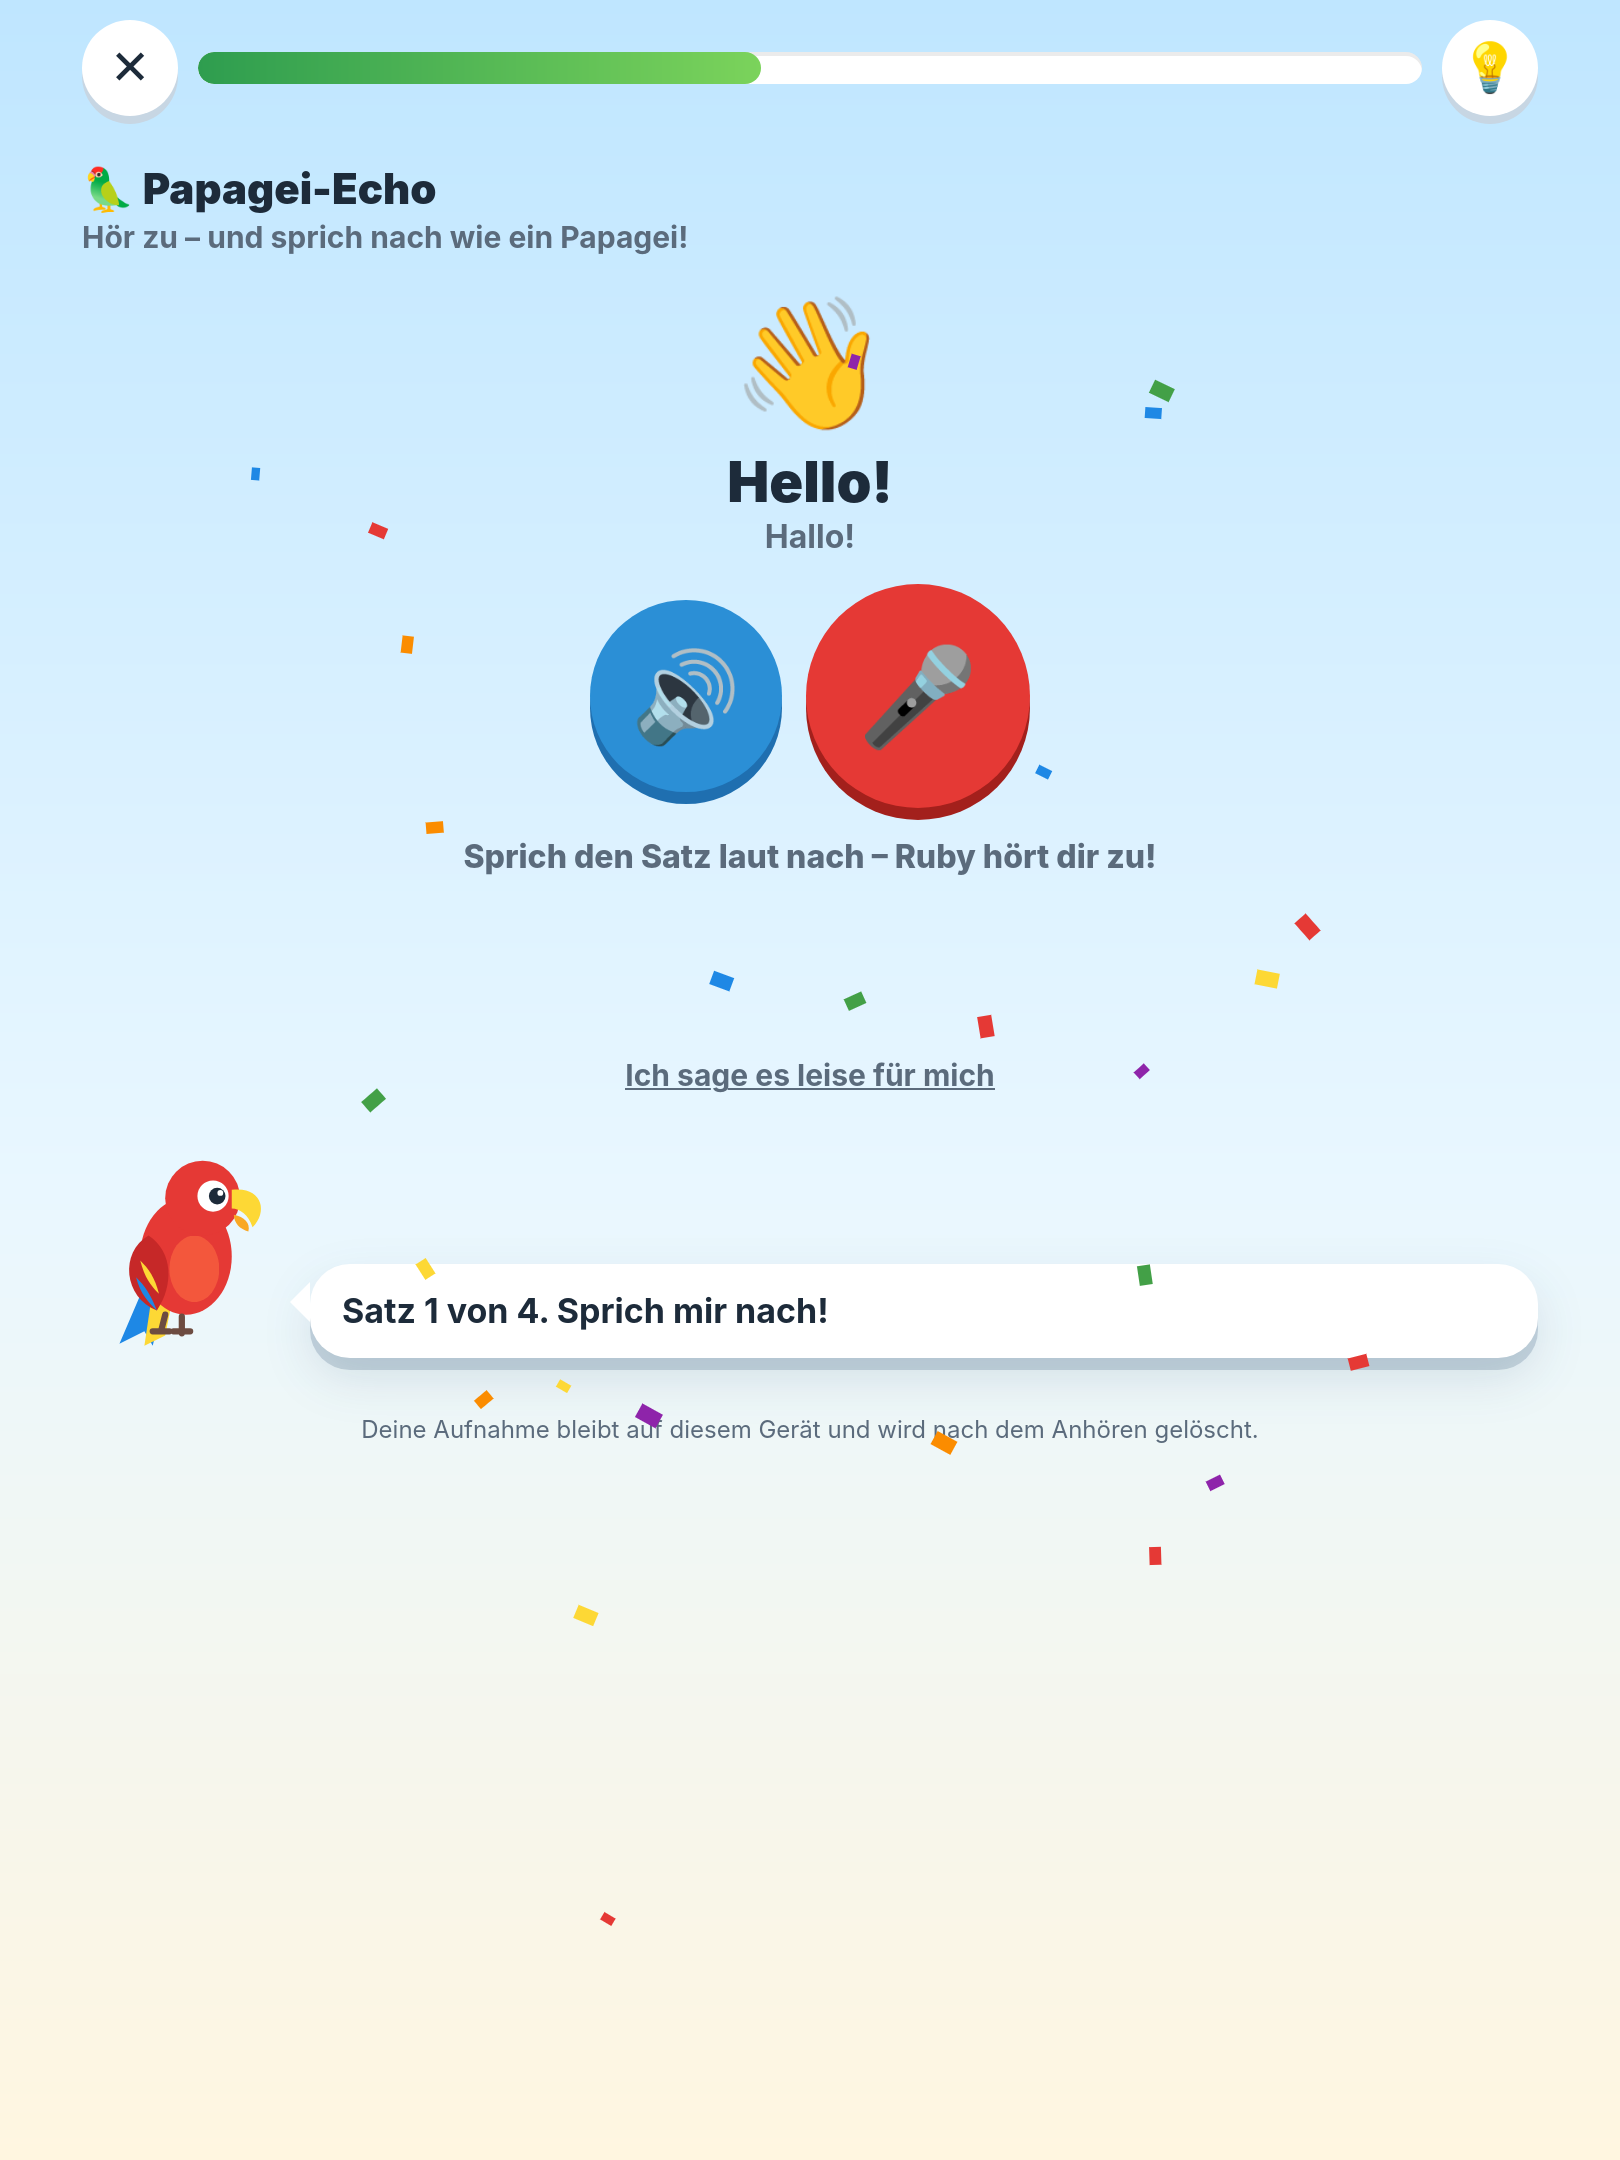 Papagei-Echo
Hör zu – und sprich nach wie ein Papagei!
Hello!
Hallo!
Sprich den Satz laut nach – Ruby hört dir zu!
Ich sage es leise für mich
Satz 1 von 4. Sprich mir nach!
Deine Aufnahme bleibt auf diesem Gerät und wird nach dem Anhören gelöscht.